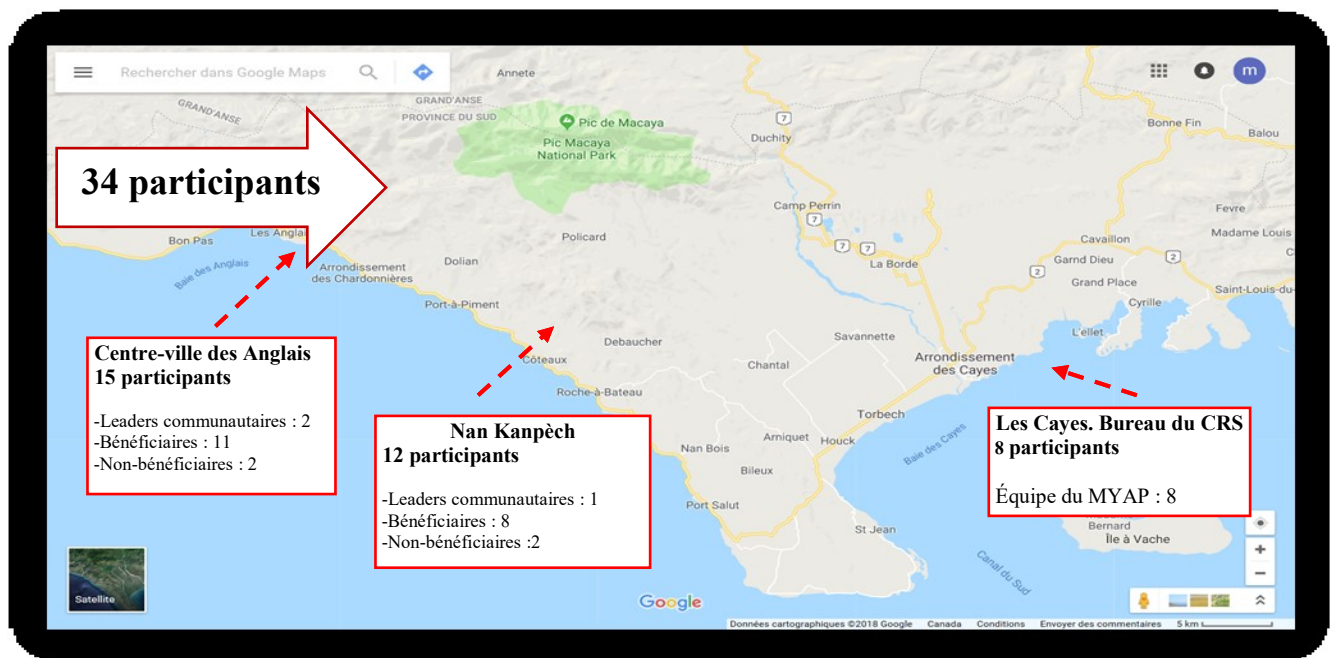 Rechercher dans Google Maps
m
Annete
GRAND'ANSE
GRAND'ANSE
PROVINCE DU SUD
Pic de Macaya
Pic Macaya
National Park
7
Duchity
Bonne Fin
Balou
34 participants
Camp Perrin
7
Fevre
Bon Pas
Les Anglai
Policard
7
7
Cavaillon
Madame Louis
Baie des Anglais
Arrondissement
des Chardonnières
Dolian
La Borde
2
Garnd Dieu
2
Grand Place
Saint-Louis-du-
Port-à-Piment
Cyrille
L'ellet
Savannette
Debaucher
Côteaux
Chantal
Arrondissement
des Cayes
Roche-à-Bateau
Torbech
Centre-ville des Anglais
15 participants
-Leaders communautaires : 2
-Bénéficiaires : 11
-Non-bénéficiaires : 2
Nan Kanpèch
12 participants
-Leaders communautaires : 1
-Bénéficiaires : 8
-Non-bénéficiaires :2
Les Cayes. Bureau du CRS
8 participants
Équipe du MYAP : 8
Nan Bois
Arniquet
Houck
Baie des Cayes
Bileux
Port Salut
St Jean
Bernard
Île à Vache
Canal du Sud
Satellite
Google
Données cartographiques ©2018 Google
Canada
Conditions
Envoyer des commentaires
5 km